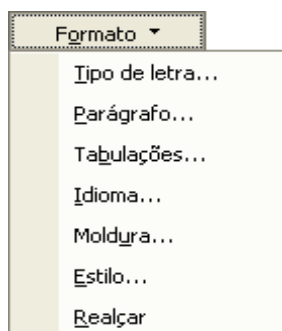 Formato
Tipo de letra...
Parágrafo...
Tabulações...
Idioma...
Moldura...
Estilo...
Realçar